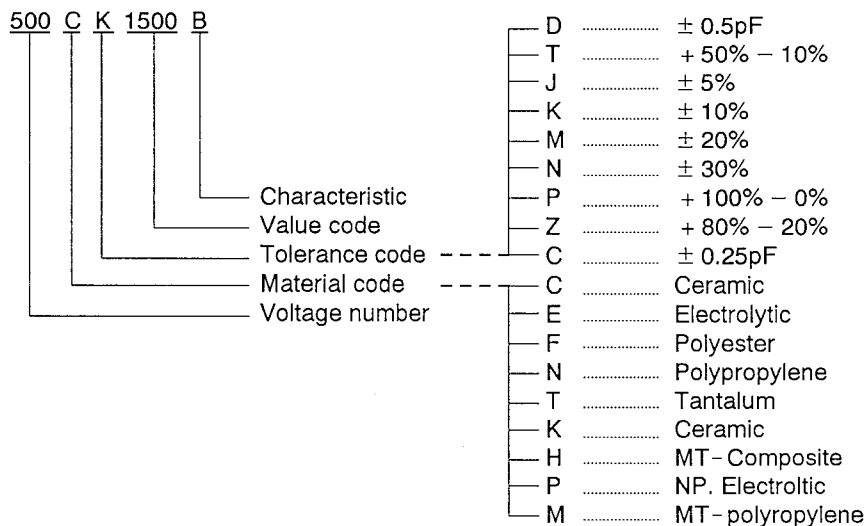 500 C K 1500 B
D ................ ± 0.5pF
T ................ + 50% − 10%
J ................ ± 5%
K ................ ± 10%
M ................ ± 20%
N ................ ± 30%
Characteristic P ................ + 100% − 0%
Value code Z ................ + 80% − 20%
Tolerance code C ................ ± 0.25pF
Material code C ................ Ceramic
Voltage number E ................ Electrolytic
F ................ Polyester
N ................ Polypropylene
T ................ Tantalum
K ................ Ceramic
H ................ MT-Composite
P ................ NP. Electroltic
M ................ MT-polyropylene